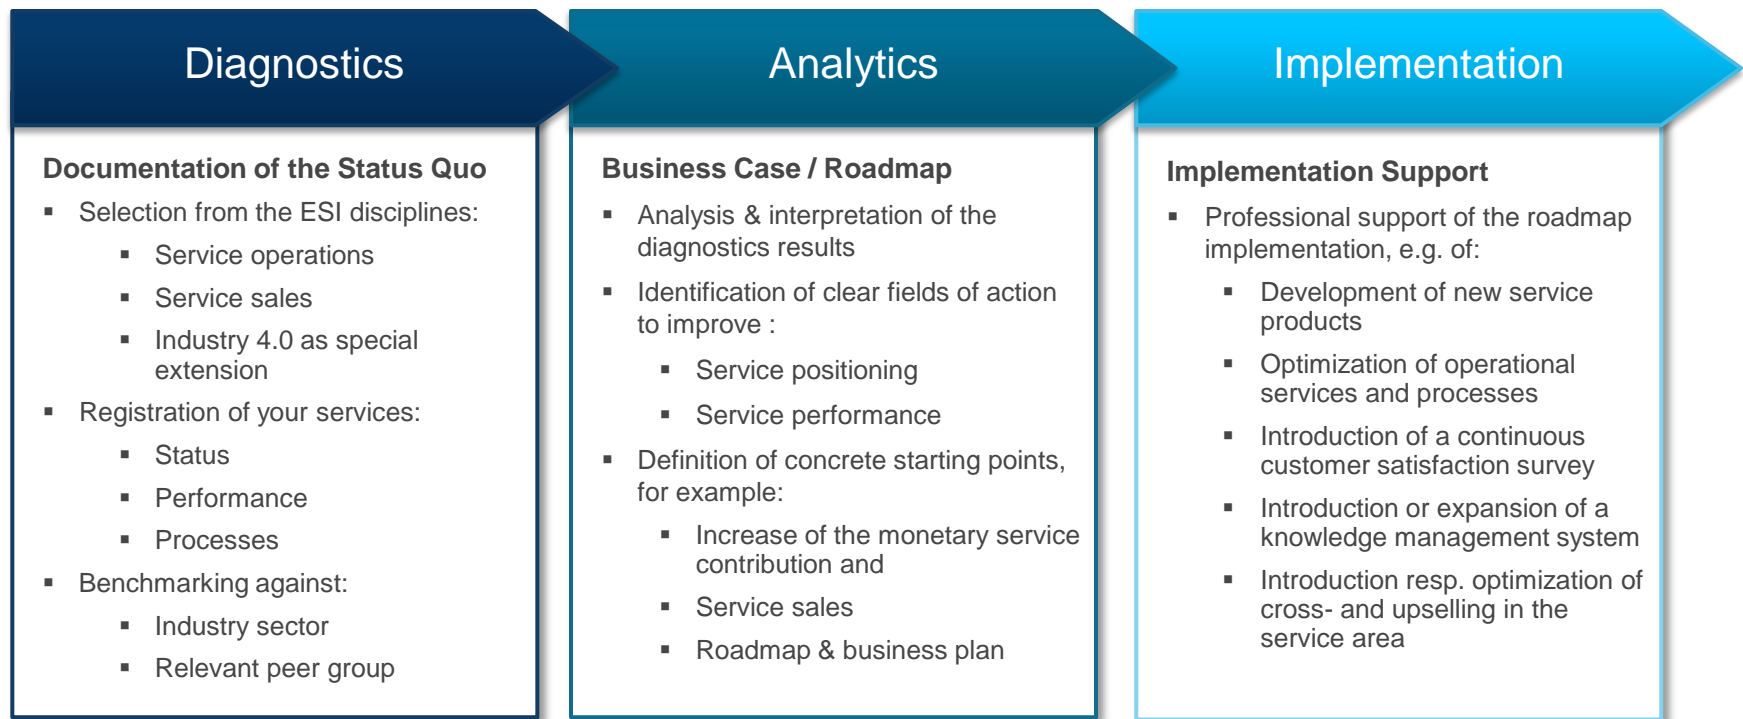 Diagnostics
Documentation of the Status Quo
▪ Selection from the ESI disciplines:
▪ Service operations
▪ Service sales
▪ Industry 4.0 as special
extension
▪ Registration of your services:
▪ Status
▪ Performance
▪ Processes
▪ Benchmarking against:
▪ Industry sector
▪ Relevant peer group
Analytics
Business Case / Roadmap
▪ Analysis & interpretation of the
diagnostics results
▪ Identification of clear fields of action
to improve :
▪ Service positioning
▪ Service performance
▪ Definition of concrete starting points,
for example:
▪ Increase of the monetary service
contribution and
▪ Service sales
▪ Roadmap & business plan
Implementation
Implementation Support
▪ Professional support of the roadmap
implementation, e.g. of:
▪ Development of new service
products
▪ Optimization of operational
services and processes
▪ Introduction of a continuous
customer satisfaction survey
▪ Introduction or expansion of a
knowledge management system
▪ Introduction resp. optimization of
cross- and upselling in the
service area